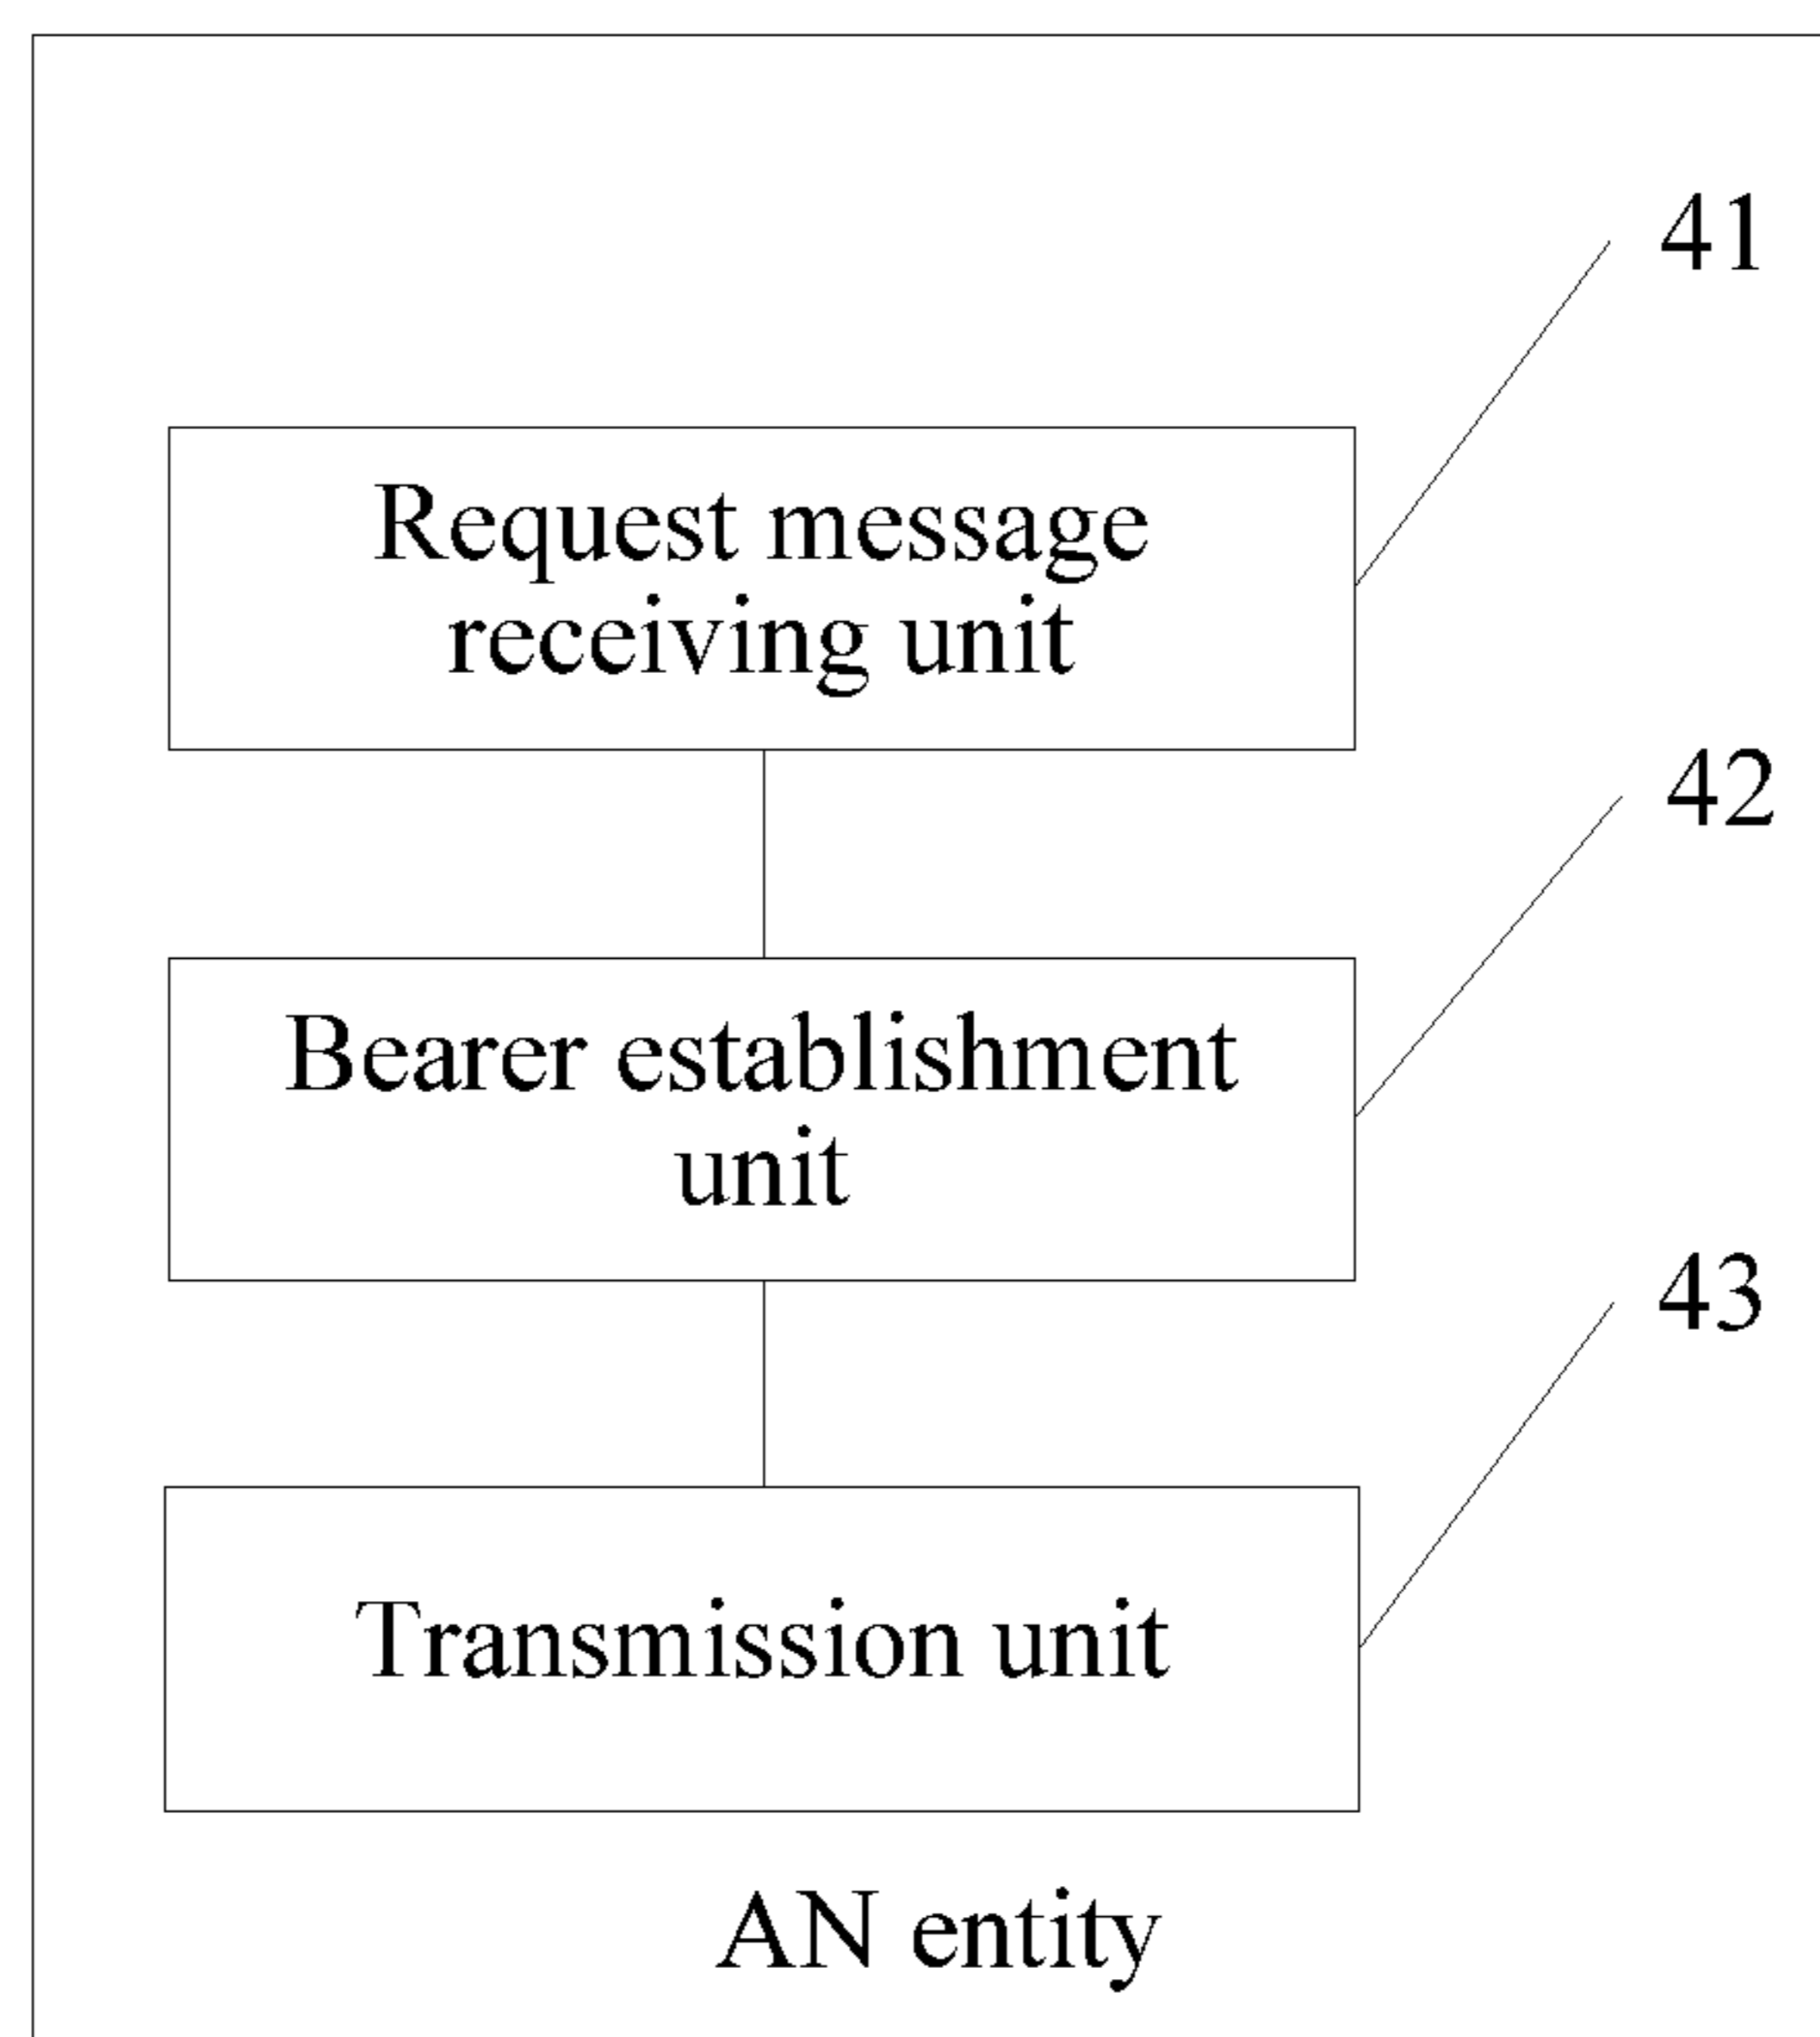 41
Request message
receiving unit
42
Bearer establishment
unit
43
Transmission unit
AN entity